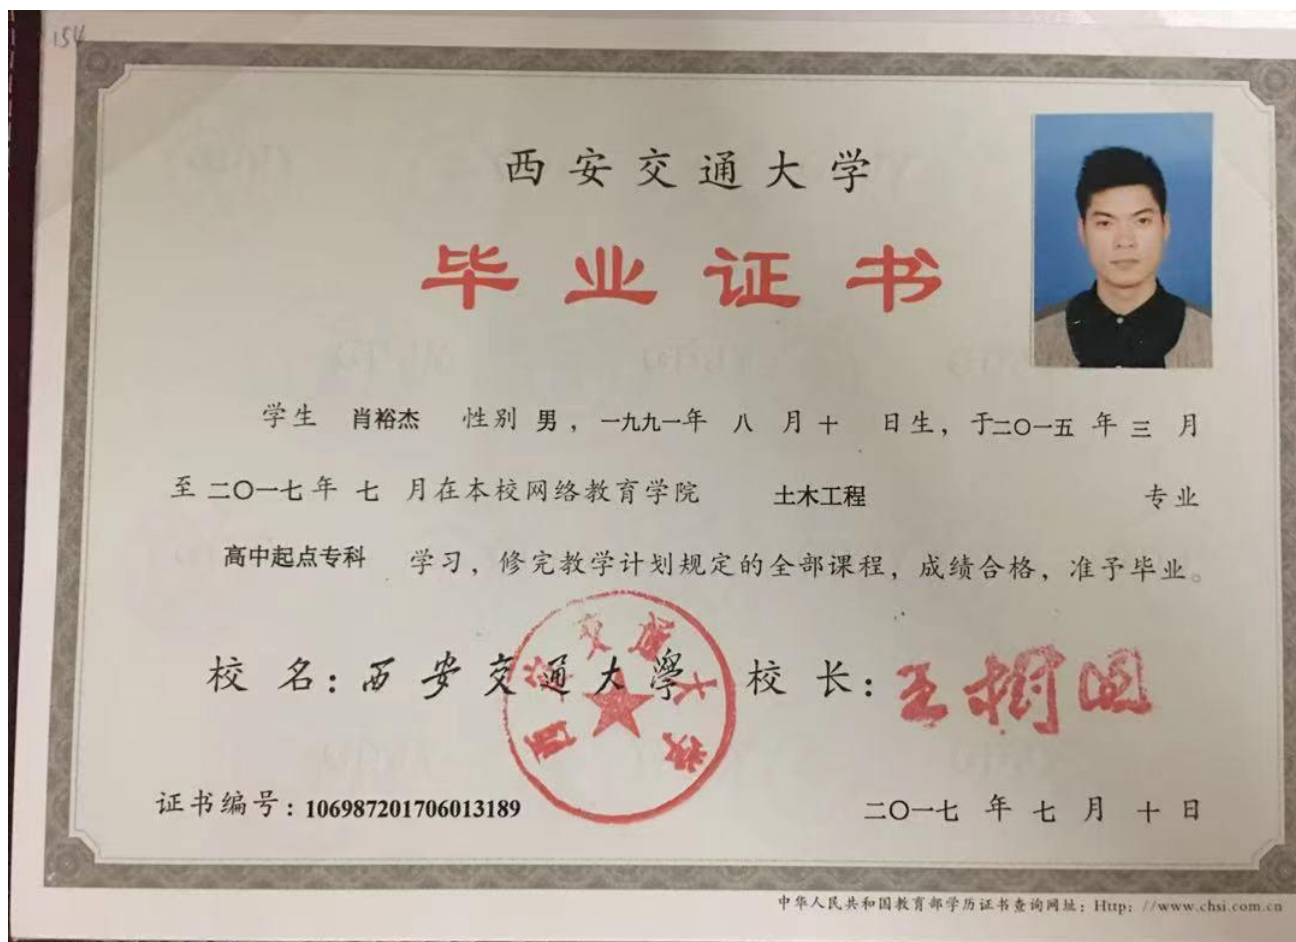 154
西安交通大学
毕业证书
学生 肖裕杰 性别 男，一九九一年 八 月 十 日生，于二〇一五 年 三 月
至 二〇一七 年 七 月在本校网络教育学院 土木工程 专业
高中起点专科 学习，修完教学计划规定的全部课程，成绩合格，准予毕业。
校 名：西安交通大學 校 长：王树国
西安交通大学
证书编号：106987201706013189 二〇一七 年 七 月 十 日
中华人民共和国教育部学历证书查询网址：Http：//www.chsi.com.cn